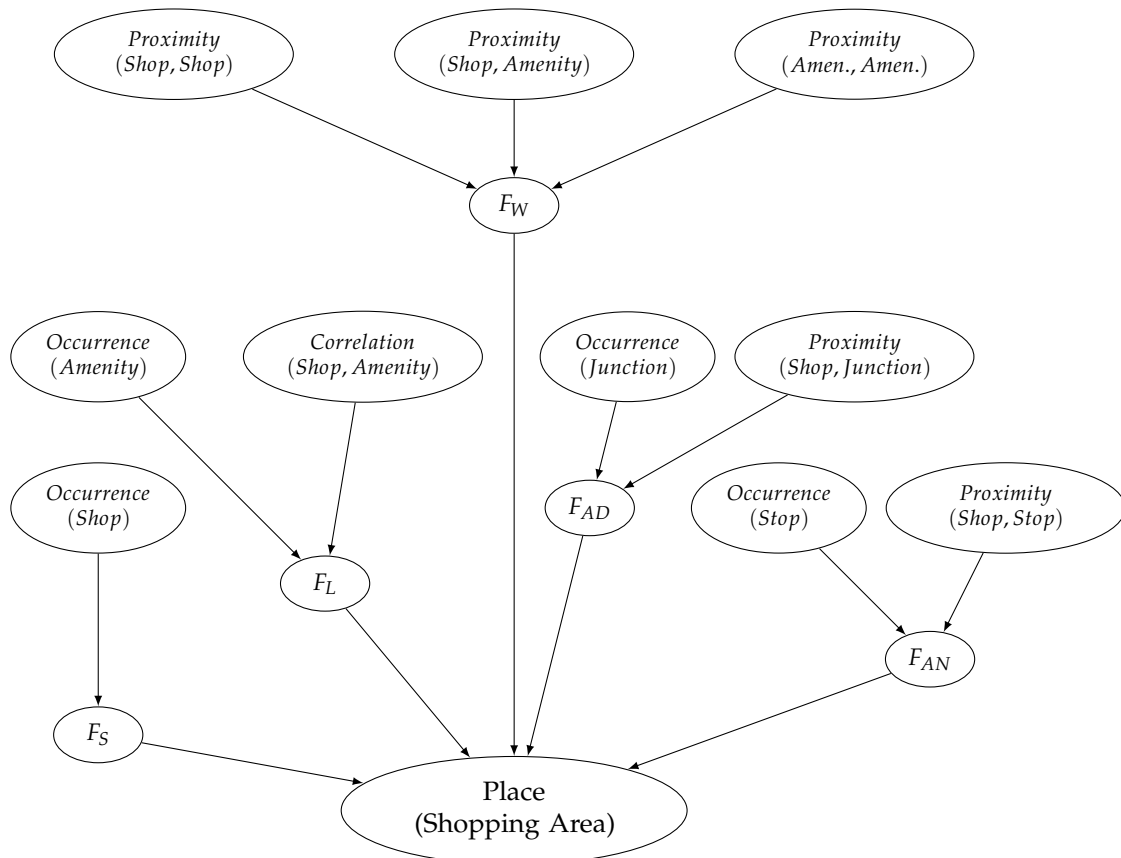 Proximity
(Shop, Shop)
Proximity
(Shop, Amenity)
Proximity
(Amen., Amen.)
F_W
Occurrence
(Amenity)
Correlation
(Shop, Amenity)
Occurrence
(Junction)
Proximity
(Shop, Junction)
Occurrence
(Shop)
F_AD
Occurrence
(Stop)
Proximity
(Shop, Stop)
F_L
F_AN
F_S
Place
(Shopping Area)